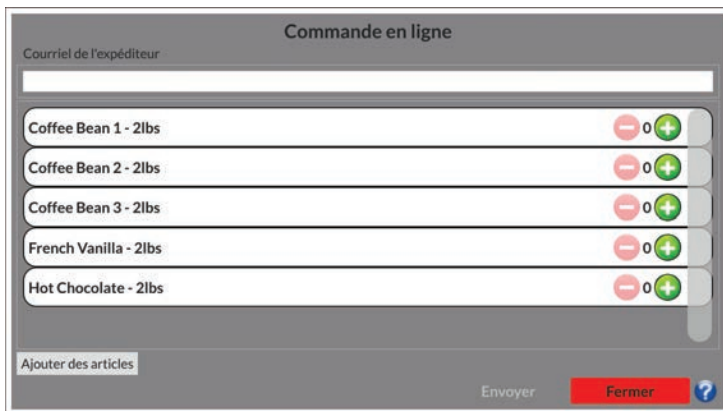 Commande en ligne
Courriel de l'expéditeur
Coffee Bean 1 - 2lbs 0
Coffee Bean 2 - 2lbs 0
Coffee Bean 3 - 2lbs 0
French Vanilla - 2lbs 0
Hot Chocolate - 2lbs 0
Ajouter des articles
Envoyer Fermer ?